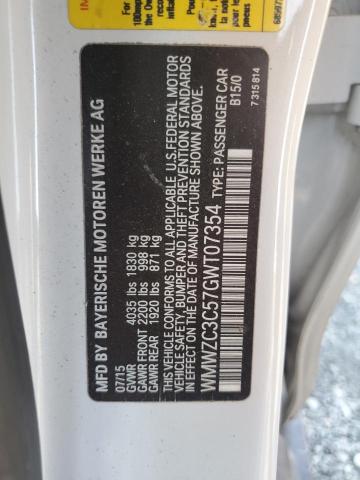 MFD BY BAYERISCHE MOTOREN WERKE AG
07/15
GVWR 4035 lbs 1830 kg
GAWR FRONT 2200 lbs 998 kg
GAWR REAR 1920 lbs 871 kg
THIS VEHICLE CONFORMS TO ALL APPLICABLE U.S.FEDERAL MOTOR
VEHICLE SAFETY, BUMPER AND THEFT PREVENTION STANDARDS
IN EFFECT ON THE DATE OF MANUFACTURE SHOWN ABOVE.
WMWZC3C57GWT07354 TYPE: PASSENGER CAR
B15/0
7 315 814